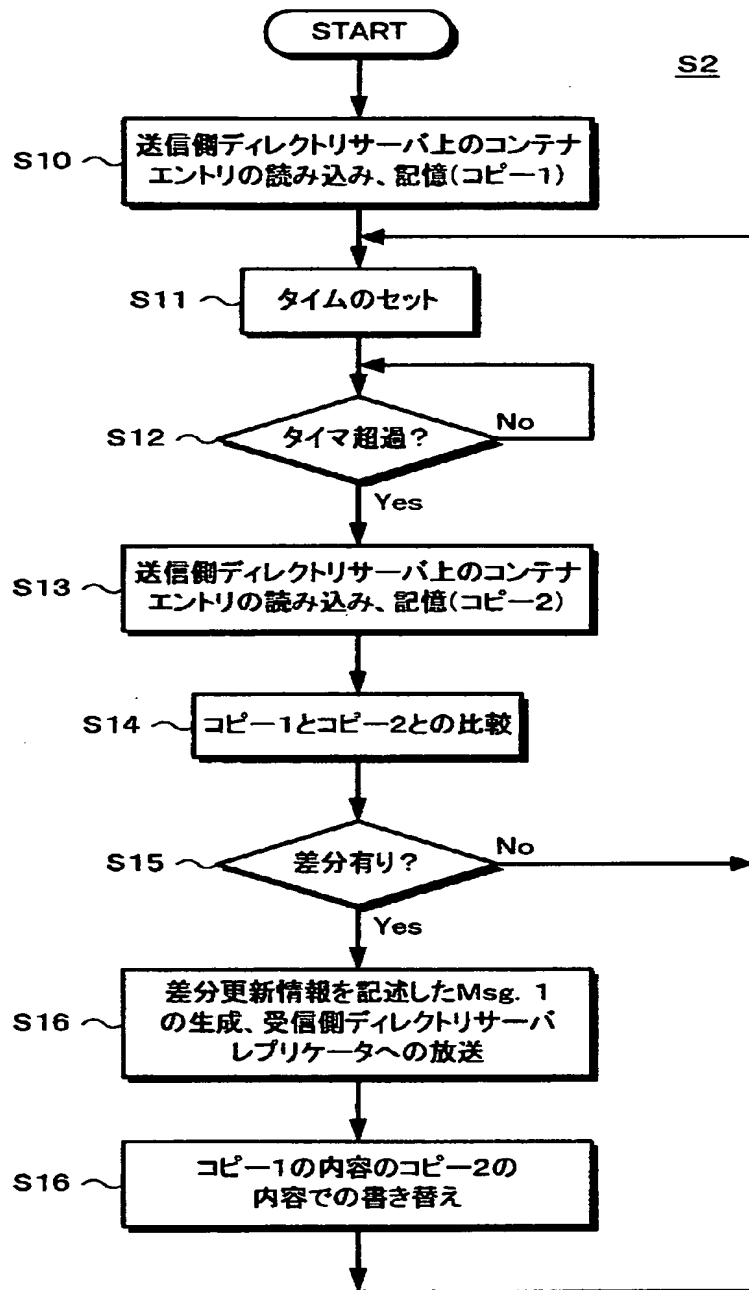 START
S2
S10
送信側ディレクトリサーバ上のコンテナ
エントリの読み込み、記憶(コピー1)
S11
タイムのセット
S12
タイマ超過?
No
Yes
S13
送信側ディレクトリサーバ上のコンテナ
エントリの読み込み、記憶(コピー2)
S14
コピー1とコピー2との比較
S15
差分有り?
No
Yes
S16
差分更新情報を記述したMsg. 1
の生成、受信側ディレクトリサーバ
レプリケータへの放送
S16
コピー1の内容のコピー2の
内容での書き替え